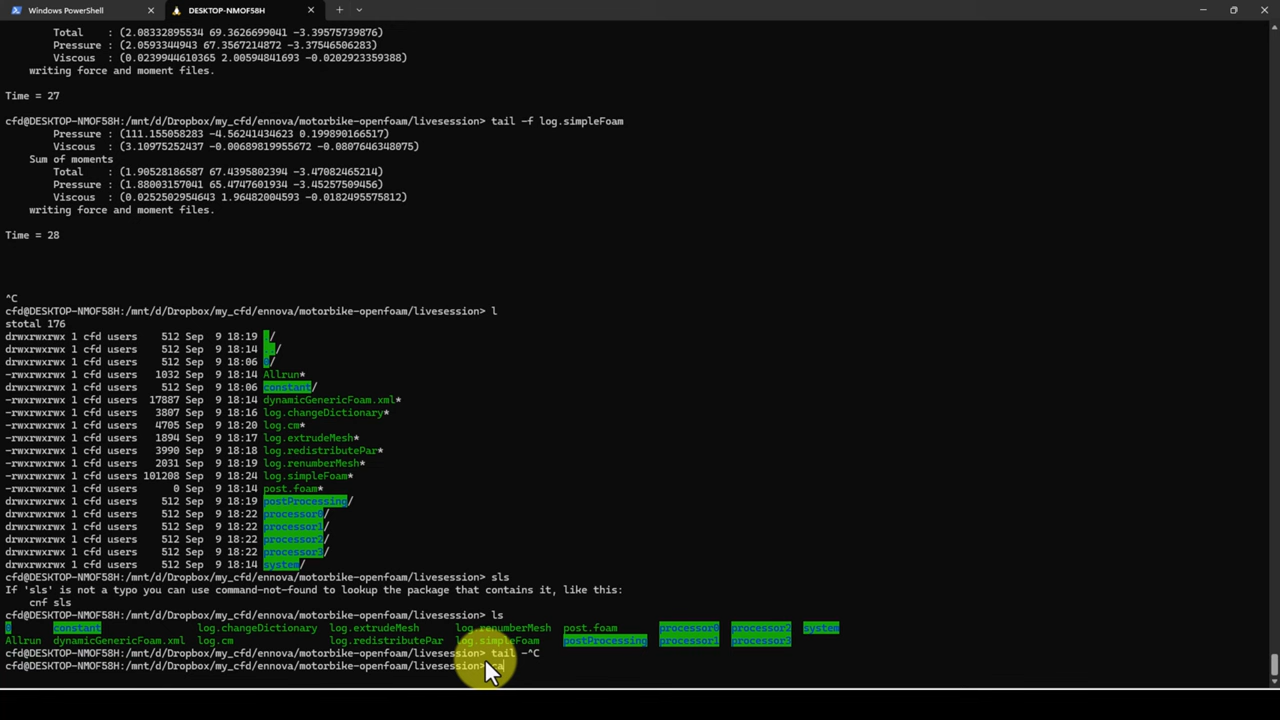 Windows PowerShell
DESKTOP-NMOF58H
Total : (2.08332895534 69.3626699041 -3.39575739876)
Pressure : (2.0593344943 67.3567214872 -3.37546506283)
Viscous : (0.0239944610365 2.00594841693 -0.0202923359388)
writing force and moment files.
Time = 27
cfd@DESKTOP-NMOF58H:/mnt/d/Dropbox/my_cfd/ennova/motorbike-openfoam/livesession> tail -f log.simpleFoam
Pressure : (111.155058283 -4.56241434623 0.199890166517)
Viscous : (3.10975252437 -0.00689819955672 -0.0807646348075)
Sum of moments
Total : (1.90528186587 67.4395802041 -3.47082465214)
Pressure : (1.88003157041 65.4747601934 -3.45257509456)
Viscous : (0.0252502954643 1.96482004593 -0.0182495575812)
writing force and moment files.
Time = 28
^C
cfd@DESKTOP-NMOF58H:/mnt/d/Dropbox/my_cfd/ennova/motorbike-openfoam/livesession> l
stotal 176
drwxrwxrwx 1 cfd users 512 Sep 9 18:19 ./
drwxrwxrwx 1 cfd users 512 Sep 9 18:14 ../
drwxrwxrwx 1 cfd users 512 Sep 9 18:06 0/
-rwxrwxrwx 1 cfd users 1032 Sep 9 18:14 Allrun*
drwxrwxrwx 1 cfd users 512 Sep 9 18:06 constant/
-rwxrwxrwx 1 cfd users 17887 Sep 9 18:14 dynamicGenericFoam.xml*
-rwxrwxrwx 1 cfd users 3807 Sep 9 18:16 log.changeDictionary*
-rwxrwxrwx 1 cfd users 4705 Sep 9 18:20 log.cm*
-rwxrwxrwx 1 cfd users 1894 Sep 9 18:17 log.extrudeMesh*
-rwxrwxrwx 1 cfd users 3990 Sep 9 18:18 log.redistributePar*
-rwxrwxrwx 1 cfd users 2031 Sep 9 18:19 log.renumberMesh*
-rwxrwxrwx 1 cfd users 101208 Sep 9 18:24 log.simpleFoam*
-rwxrwxrwx 1 cfd users 0 Sep 9 18:14 post.foam*
drwxrwxrwx 1 cfd users 512 Sep 9 18:19 postProcessing/
drwxrwxrwx 1 cfd users 512 Sep 9 18:22 processor0/
drwxrwxrwx 1 cfd users 512 Sep 9 18:22 processor1/
drwxrwxrwx 1 cfd users 512 Sep 9 18:22 processor2/
drwxrwxrwx 1 cfd users 512 Sep 9 18:22 processor3/
drwxrwxrwx 1 cfd users 512 Sep 9 18:14 system/
cfd@DESKTOP-NMOF58H:/mnt/d/Dropbox/my_cfd/ennova/motorbike-openfoam/livesession> sls
If 'sls' is not a typo you can use command-not-found to lookup the package that contains it, like this:
cnf sls
cfd@DESKTOP-NMOF58H:/mnt/d/Dropbox/my_cfd/ennova/motorbike-openfoam/livesession> ls
0 constant log.changeDictionary log.extrudeMesh log.renumberMesh post.foam processor0 processor2 system
Allrun dynamicGenericFoam.xml log.cm log.redistributePar log.simpleFoam postProcessing processor1 processor3
cfd@DESKTOP-NMOF58H:/mnt/d/Dropbox/my_cfd/ennova/motorbike-openfoam/livesession> tail -^C
cfd@DESKTOP-NMOF58H:/mnt/d/Dropbox/my_cfd/ennova/motorbike-openfoam/livesession>